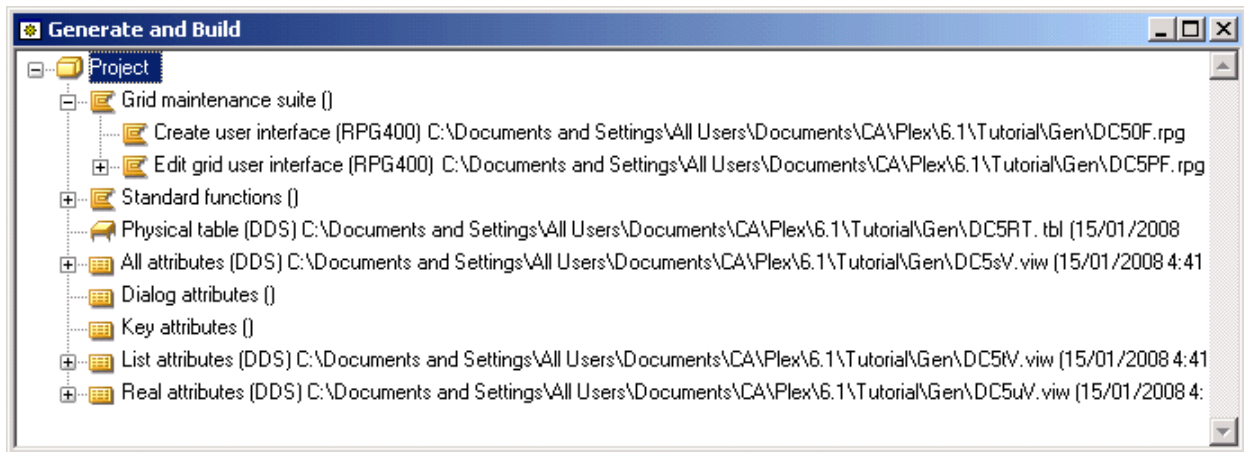 Generate and Build
Project
Grid maintenance suite ()
Create user interface (RPG400) C:\Documents and Settings\All Users\Documents\CA\Plex\6.1\Tutorial\Gen\DC50F.rpg
Edit grid user interface (RPG400) C:\Documents and Settings\All Users\Documents\CA\Plex\6.1\Tutorial\Gen\DC5PF.rpg
Standard functions ()
Physical table (DDS) C:\Documents and Settings\All Users\Documents\CA\Plex\6.1\Tutorial\Gen\DC5RT. tbl (15/01/2008
All attributes (DDS) C:\Documents and Settings\All Users\Documents\CA\Plex\6.1\Tutorial\Gen\DC5sV.viw (15/01/2008 4:41
Dialog attributes ()
Key attributes ()
List attributes (DDS) C:\Documents and Settings\All Users\Documents\CA\Plex\6.1\Tutorial\Gen\DC5tV.viw (15/01/2008 4:41
Real attributes (DDS) C:\Documents and Settings\All Users\Documents\CA\Plex\6.1\Tutorial\Gen\DC5uV.viw (15/01/2008 4: